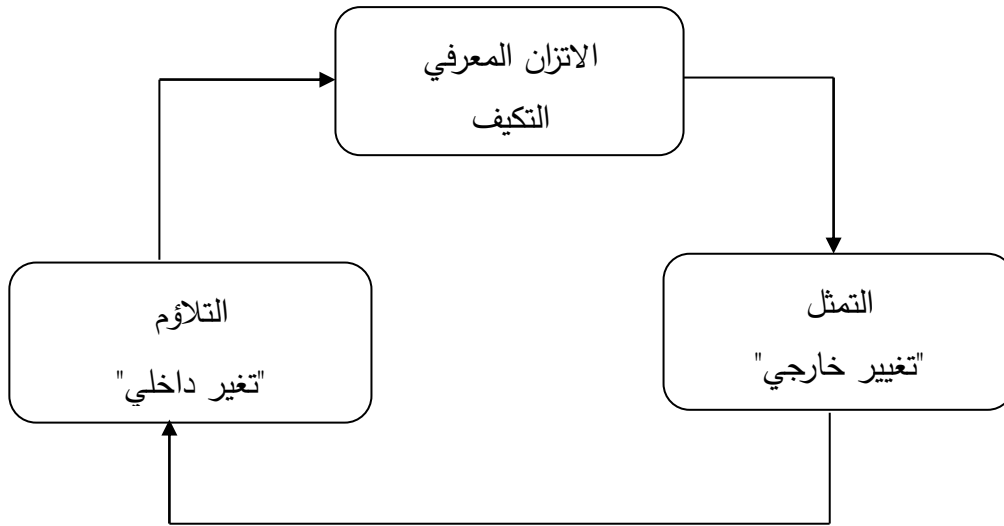 الاتزان المعرفي
التكيف
التمثل
"تغيير خارجي"
التلاؤم
"تغير داخلي"